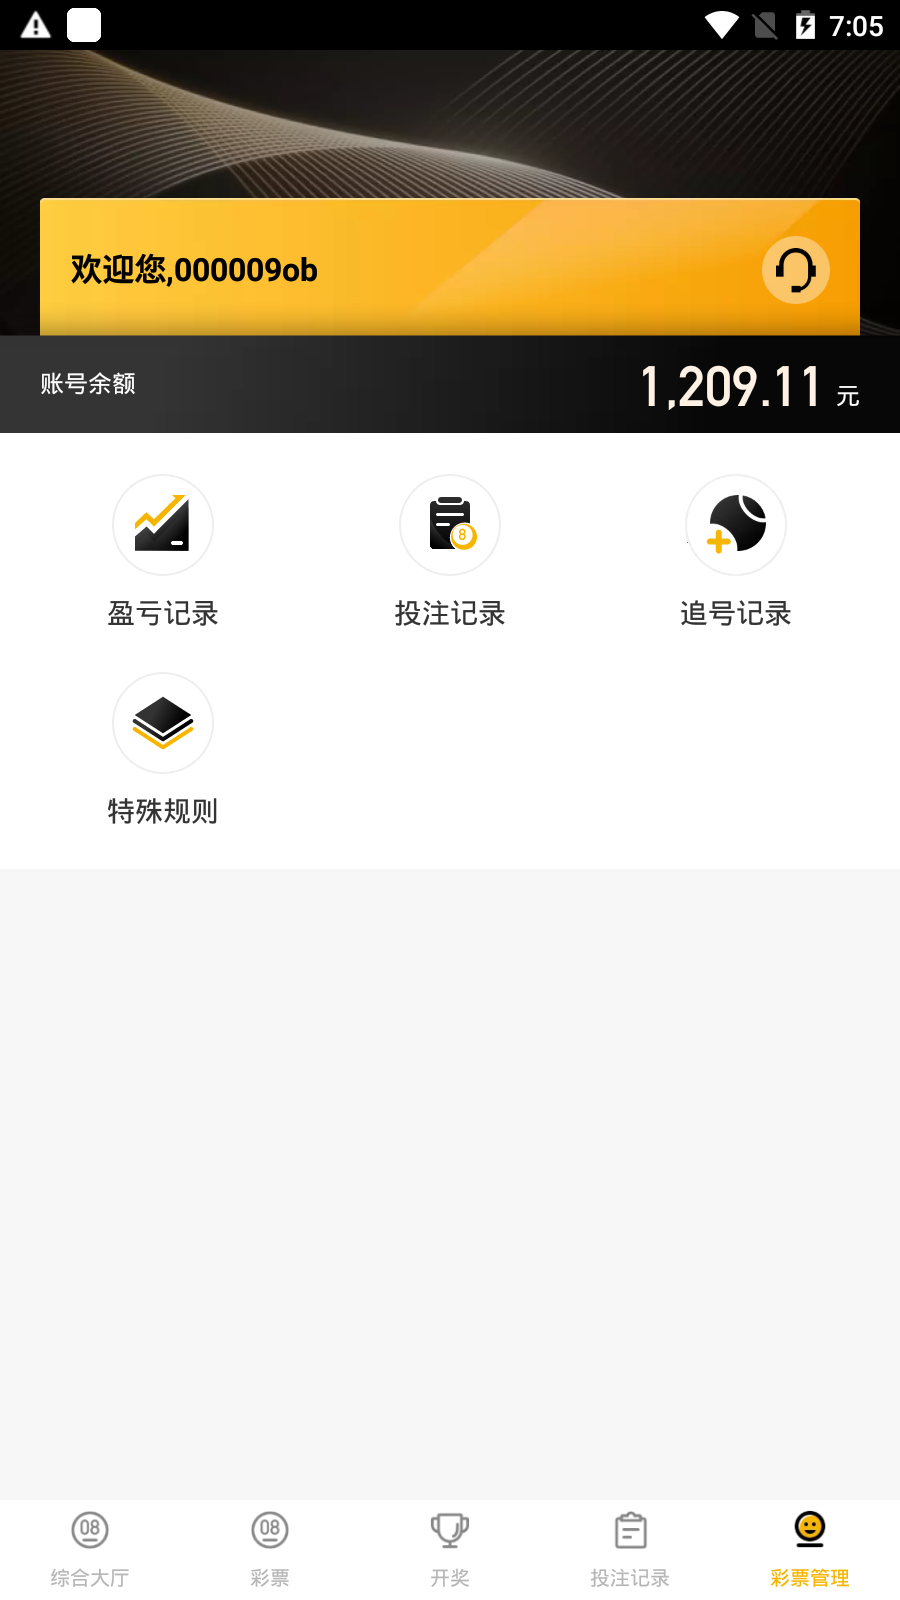 7:05
欢迎您,000009ob
账号余额
1,209.11 元
8
盈亏记录
投注记录
追号记录
特殊规则
08
08
综合大厅
彩票
开奖
投注记录
彩票管理